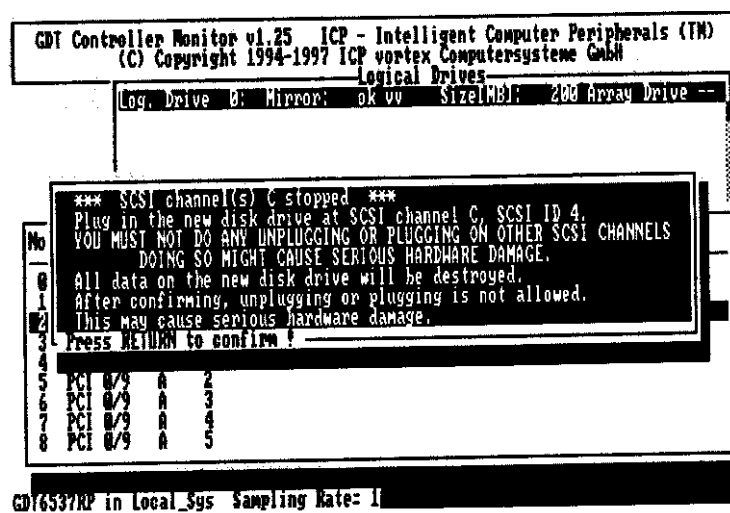 GDT Controller Monitor v1.25   ICP - Intelligent Computer Peripherals (TM)
(C) Copyright 1994-1997 ICP vortex Computersysteme GmbH
Logical Drives
Log. Drive  0:  Mirror:   ok vv   Size[MB]:   200 Array Drive --
*** SCSI channel(s) C stopped ***
Plug in the new disk drive at SCSI channel C, SCSI ID 4.
No
YOU MUST NOT DO ANY UNPLUGGING OR PLUGGING ON OTHER SCSI CHANNELS
DOING SO MIGHT CAUSE SERIOUS HARDWARE DAMAGE.
0 All data on the new disk drive will be destroyed.
1 After confirming, unplugging or plugging is not allowed.
2 This may cause serious hardware damage.
3 Press RETURN to confirm !
4
5 PCI 0/9 A 2
6 PCI 0/9 A 3
7 PCI 0/9 A 4
8 PCI 0/9 A 5
GDT6537RP in Local_Sys  Sampling Rate= 1